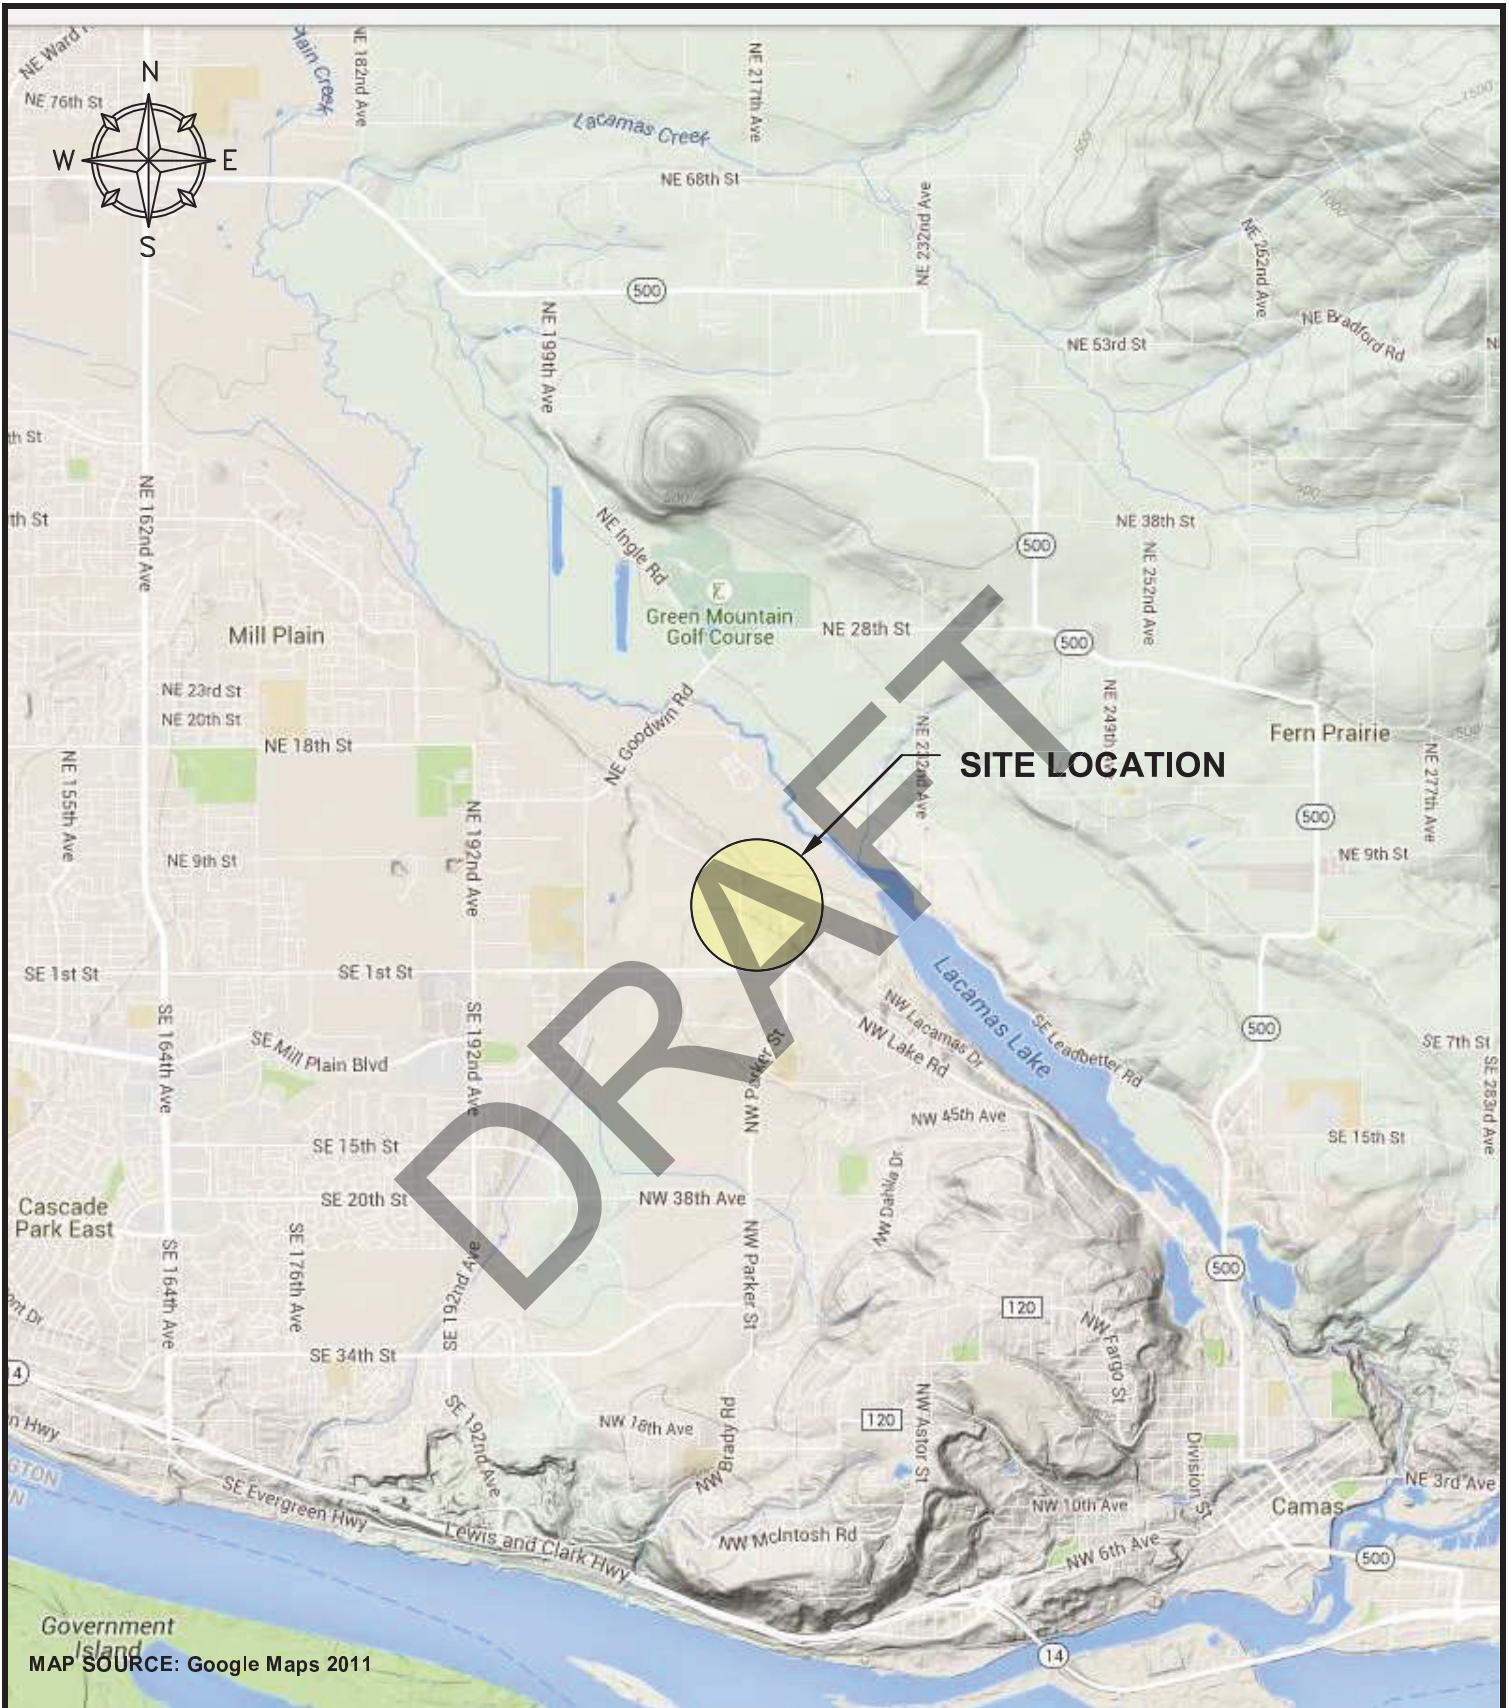 NE 76th St
N
W
E
S
NE 182nd Ave
Lacamas Creek
NE 217th Ave
NE 68th St
NE 232nd Ave
500
NE 262nd Ave
NE Bradford Rd
NE 53rd St
1500
1000
NE 199th Ave
th St
th St
NE 162nd Ave
500
NE Ingle Rd
500
NE 38th St
NE 252nd Ave
Green Mountain
Golf Course
NE 28th St
500
Mill Plain
NE 23rd St
NE 20th St
NE 18th St
NE Goodwin Rd
NE 232nd Ave
NE 249th Ave
Fern Prairie
500
NE 277th Ave
SITE LOCATION
NE 155th Ave
NE 192nd Ave
500
NE 9th St
NE 9th St
DRAFT
SE 1st St
SE 1st St
Lacamas Lake
SE 164th Ave
SE Mill Plain Blvd
SE 192nd Ave
NW Parker St
NW Lacamas Dr
NW Lake Rd
SE Leadbetter Rd
500
SE 7th St
SE 283rd Ave
NW 45th Ave
SE 15th St
SE 15th St
NW Dahlia Dr
Cascade
Park East
SE 20th St
NW 38th Ave
SE 164th Ave
SE 176th Ave
SE 192nd Ave
NW Parker St
500
120
NW Fargo St
SE 34th St
14
SE 192nd Ave
NW 18th Ave
NW Brady Rd
120
NW Astor St
Division St
n Hwy
GTON
SE Evergreen Hwy
Lewis and Clark Hwy
NW McIntosh Rd
NW 10th Ave
NW 6th Ave
Camas
NE 3rd Ave
500
Government
Island
14
MAP SOURCE: Google Maps 2011